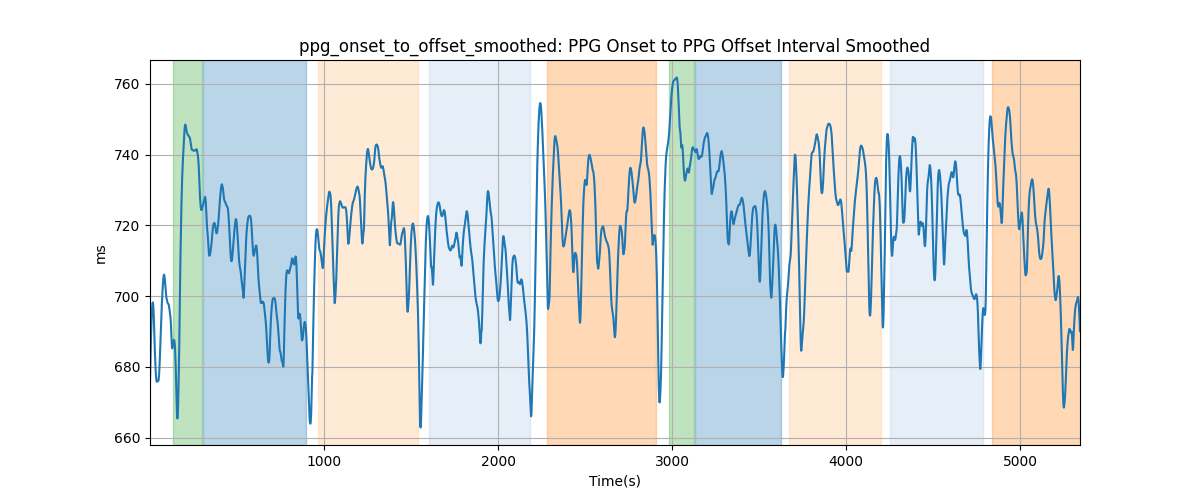 ppg_onset_to_offset_smoothed: PPG Onset to PPG Offset Interval Smoothed
760
740
720
700
680
660
ms
1000 2000 3000 4000 5000
Time(s)